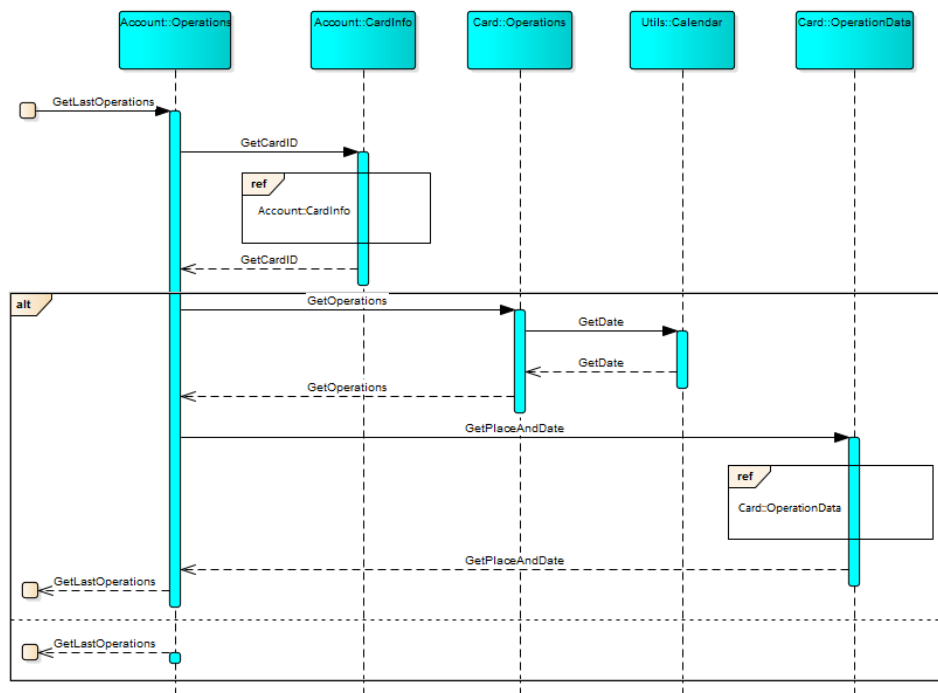 Account::Operations
Account::CardInfo
Card::Operations
Utils::Calendar
Card::OperationData
GetLastOperations
GetCardID
ref
Account::CardInfo
GetCardID
alt
GetOperations
GetDate
GetDate
GetOperations
GetPlaceAndDate
ref
Card::OperationData
GetPlaceAndDate
GetLastOperations
GetLastOperations